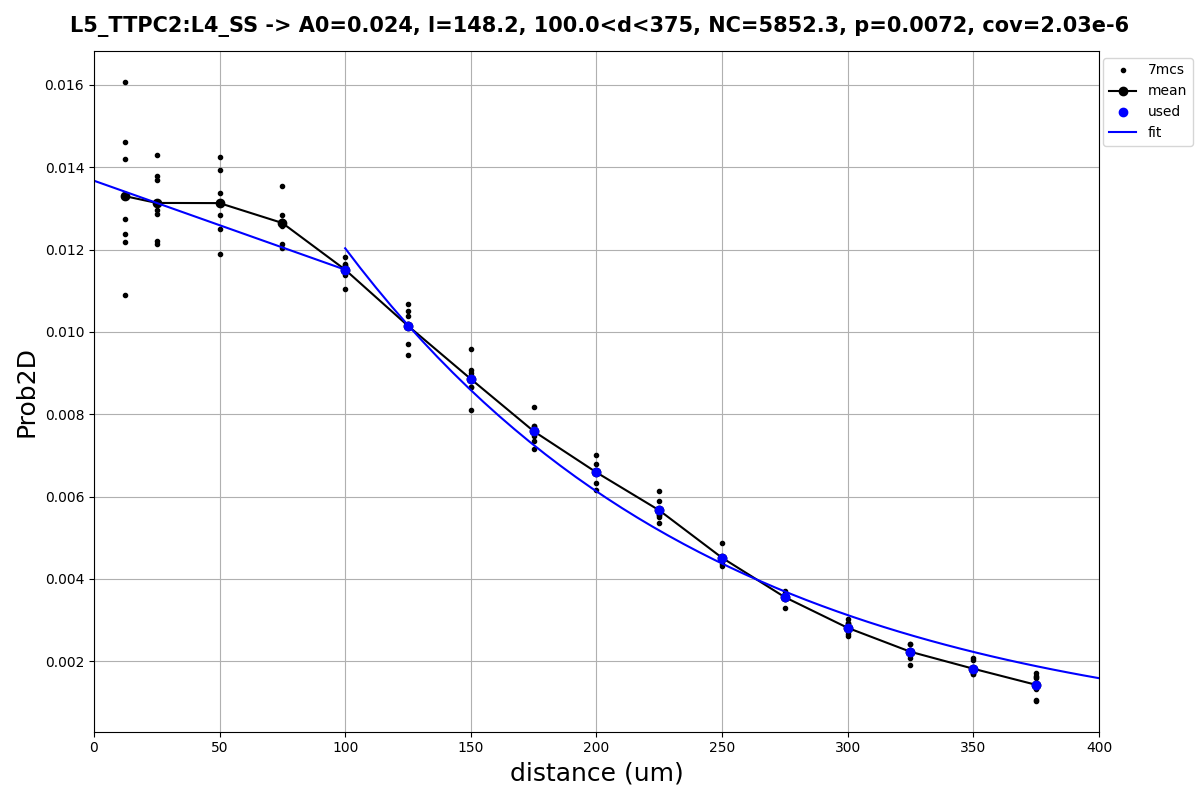 L5_TTPC2:L4_SS -> A0=0.024, l=148.2, 100.0<d<375, NC=5852.3, p=0.0072, cov=2.03e-6
7mcs
mean
used
fit
0.016
0.014
0.012
0.010
0.008
0.006
0.004
0.002
Prob2D
0 50 100 150 200 250 300 350 400
distance (um)